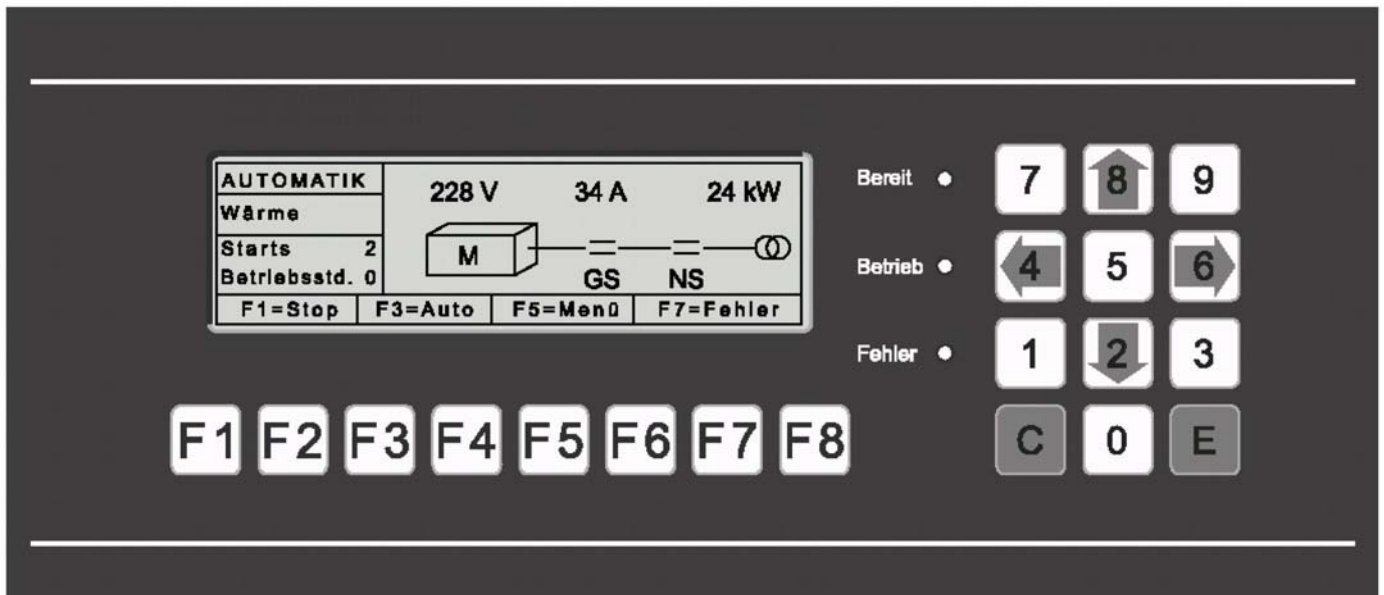 AUTOMATIK
Wärme
Starts 2
Betriebsstd. 0
228 V 34 A 24 kW
M
GS NS
F1=Stop F3=Auto F5=Menü F7=Fehler
Bereit
Betrieb
Fehler
7 8 9
4 5 6
1 2 3
C 0 E
F1 F2 F3 F4 F5 F6 F7 F8